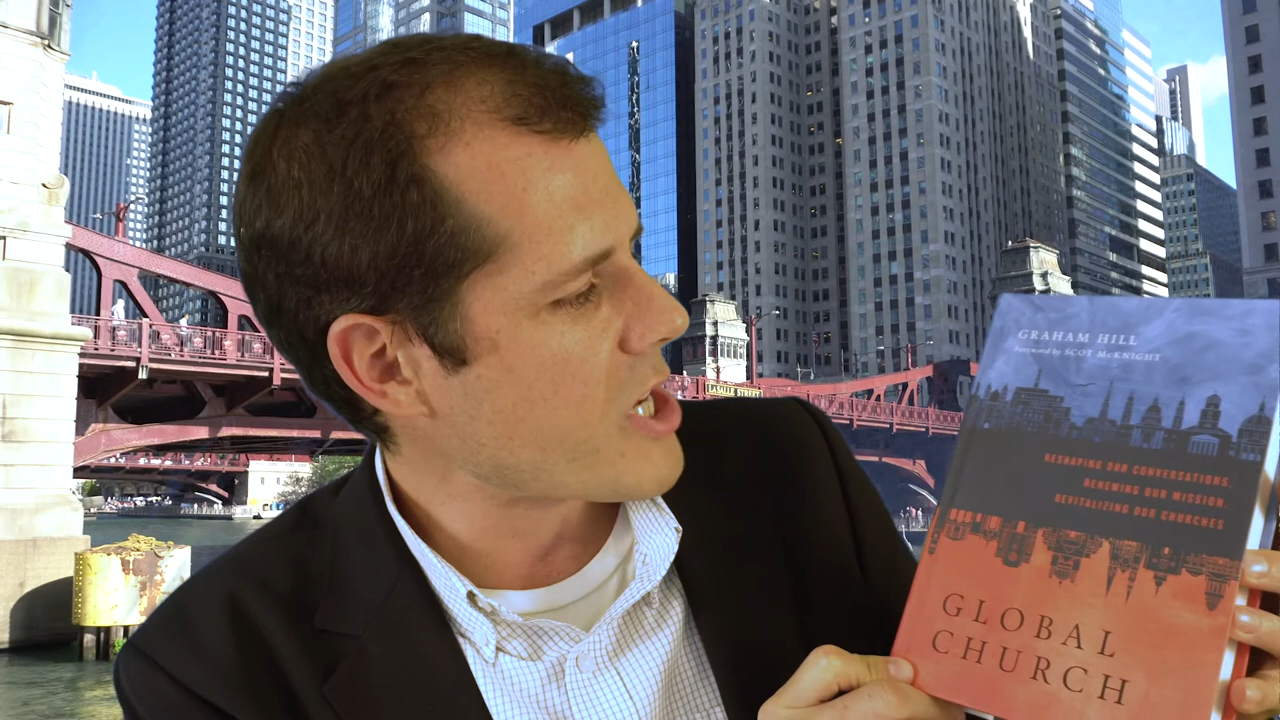 LASALLE STREET
GRAHAM HILL
Foreword by SCOT McKNIGHT
RESHAPING OUR CONVERSATIONS,
RENEWING OUR MISSION,
REVITALIZING OUR CHURCHES
GLOBAL
CHURCH